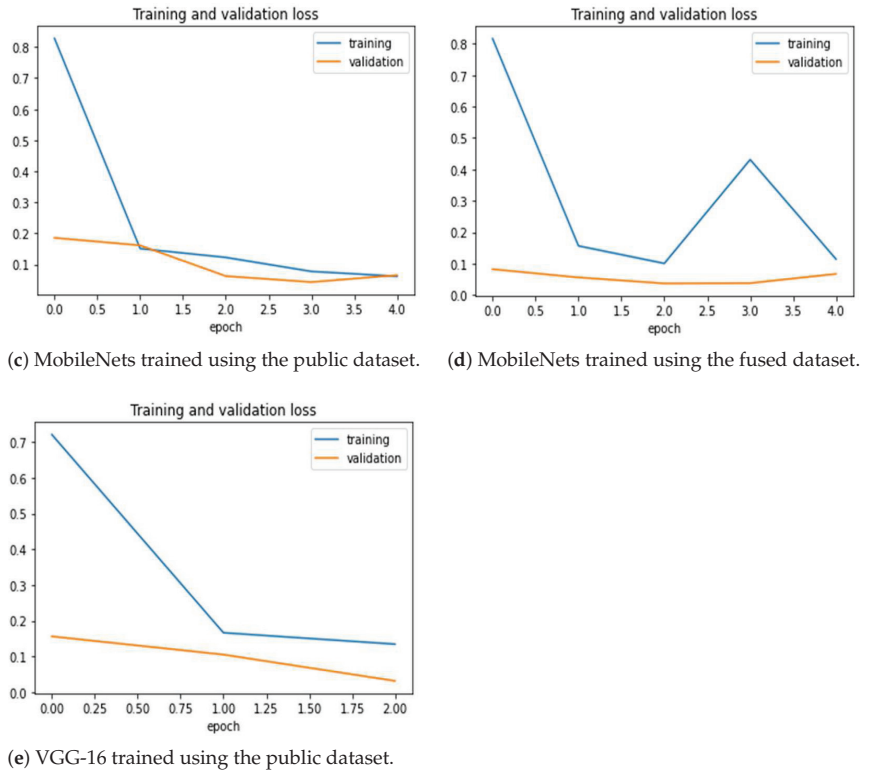 Training and validation loss
training
validation
0.8
0.7
0.6
0.5
0.4
0.3
0.2
0.1
0.0 0.5 1.0 1.5 2.0 2.5 3.0 3.5 4.0
epoch
(c) MobileNets trained using the public dataset.
Training and validation loss
training
validation
0.8
0.7
0.6
0.5
0.4
0.3
0.2
0.1
0.0
0.0 0.5 1.0 1.5 2.0 2.5 3.0 3.5 4.0
epoch
(d) MobileNets trained using the fused dataset.
Training and validation loss
training
validation
0.7
0.6
0.5
0.4
0.3
0.2
0.1
0.0
0.00 0.25 0.50 0.75 1.00 1.25 1.50 1.75 2.00
epoch
(e) VGG-16 trained using the public dataset.